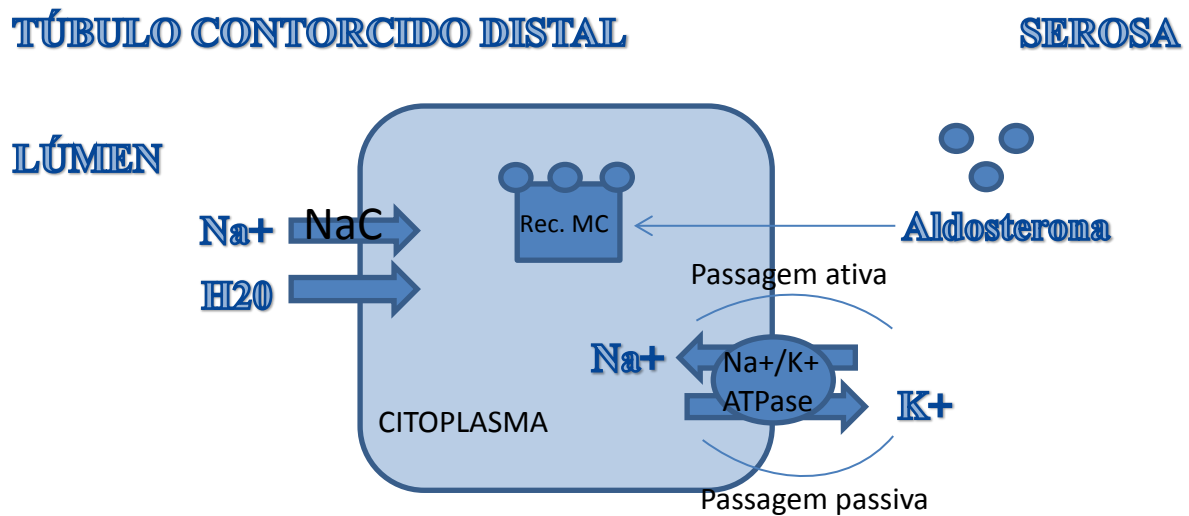 TÚBULO CONTORCIDO DISTAL
SEROSA
LÚMEN
Na+
NaC
Rec. MC
Aldosterona
H20
Passagem ativa
Na+
Na+/K+
ATPase
K+
CITOPLASMA
Passagem passiva